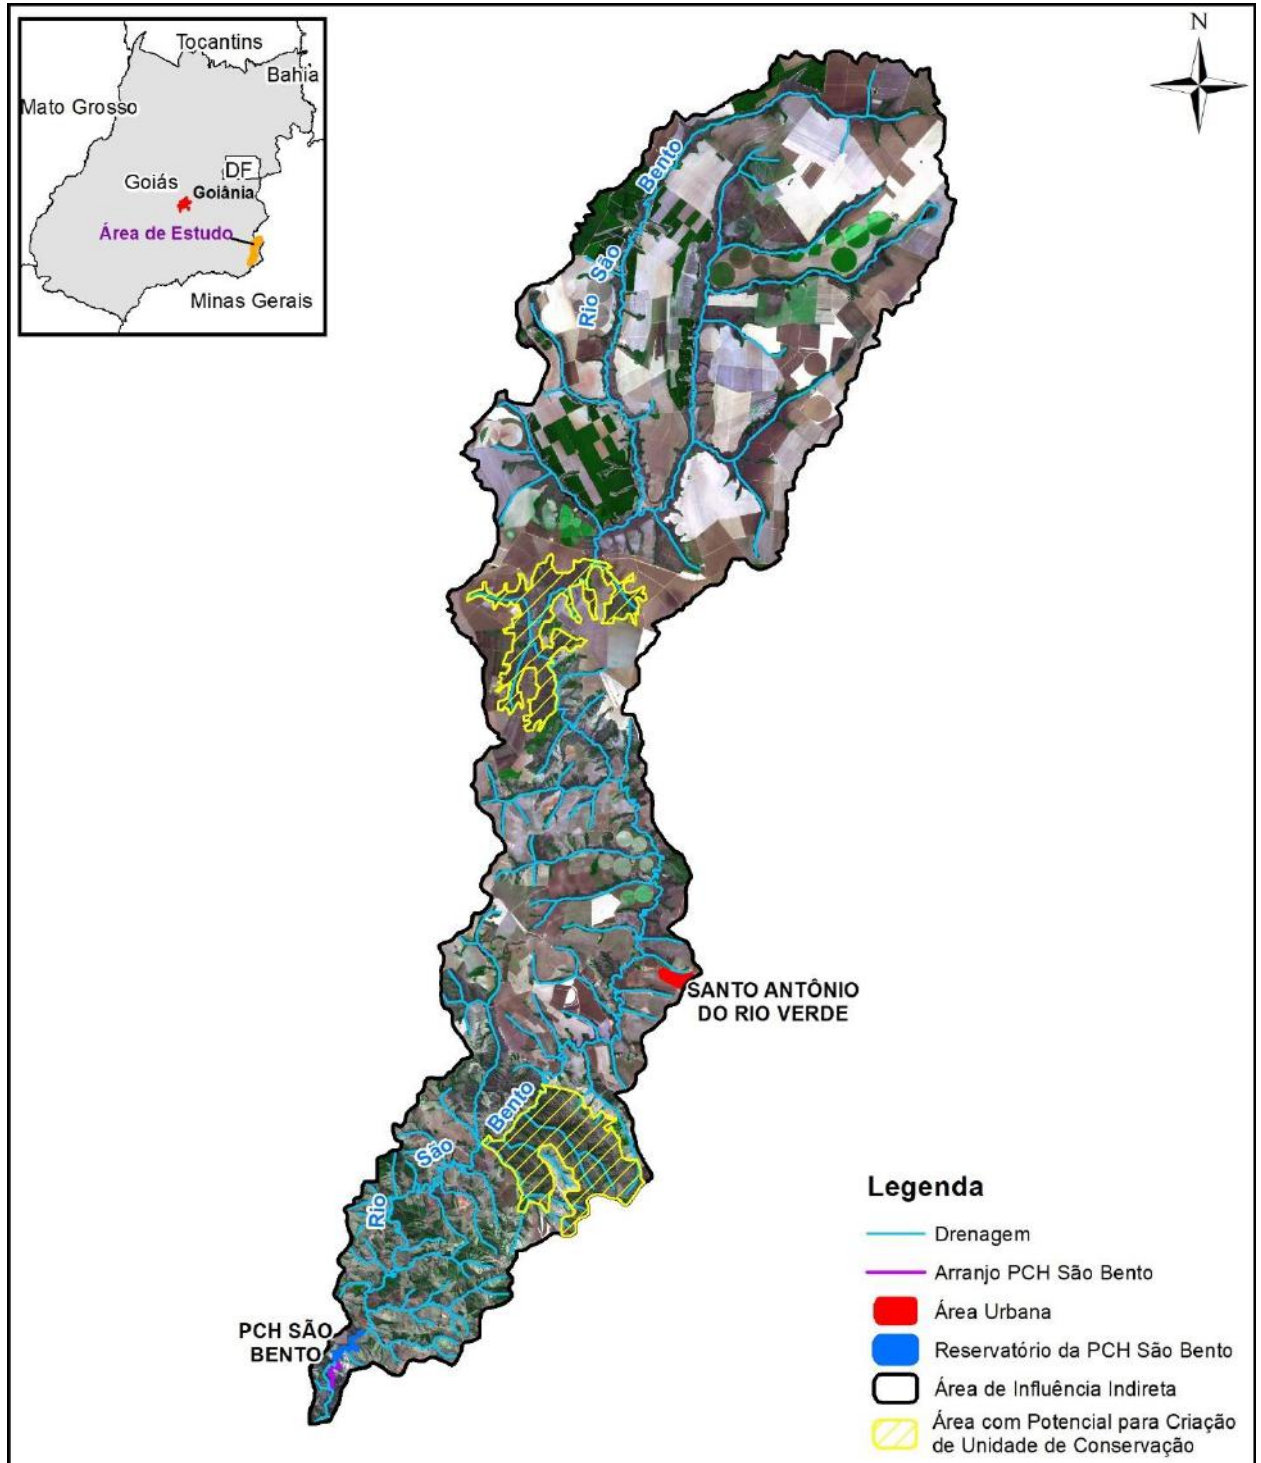 Tocantins
Bahia
Mato Grosso
DF
Goiás
Goiânia
Área de Estudo
Minas Gerais
N
Rio São Bento
SANTO ANTÔNIO
DO RIO VERDE
Rio São Bento
PCH SÃO
BENTO
Legenda
Drenagem
Arranjo PCH São Bento
Área Urbana
Reservatório da PCH São Bento
Área de Influência Indireta
Área com Potencial para Criação
de Unidade de Conservação